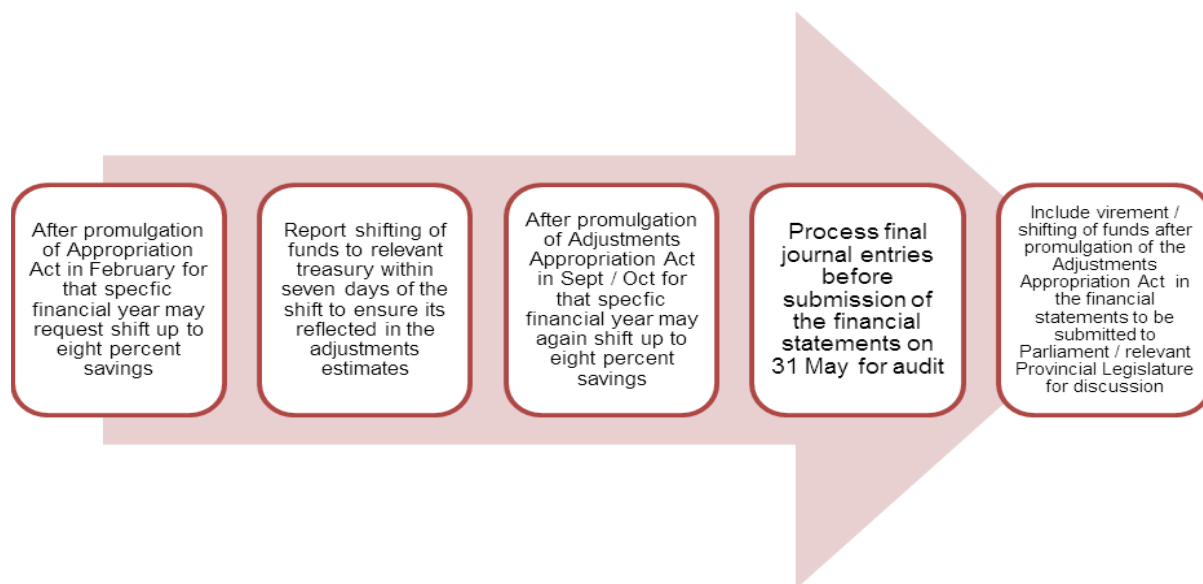 After promulgation
of Appropriation
Act in February for
that specfic
financial year may
request shift up to
eight percent
savings
Report shifting of
funds to relevant
treasury within
seven days of the
shift to ensure its
reflected in the
adjustments
estimates
After promulgation
of Adjustments
Appropriation Act
in Sept / Oct for
that specfic
financial year may
again shift up to
eight percent
savings
Process final
journal entries
before
submission of
the financial
statements on
31 May for audit
Include virement /
shifting of funds after
promulgation of the
Adjustments
Appropriation Act in
the financial
statements to be
submitted to
Parliament / relevant
Provincial Legislature
for discussion